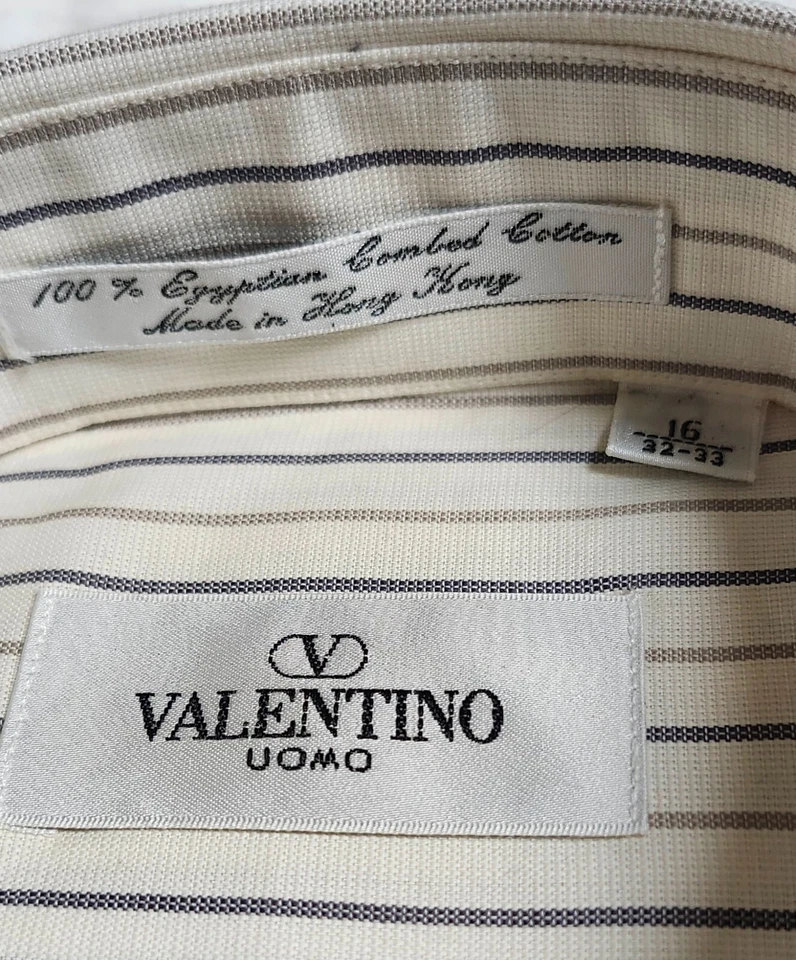 100 % Egyptian Combed Cotton
Made in Hong Kong
16
32-33
V
VALENTINO
UOMO